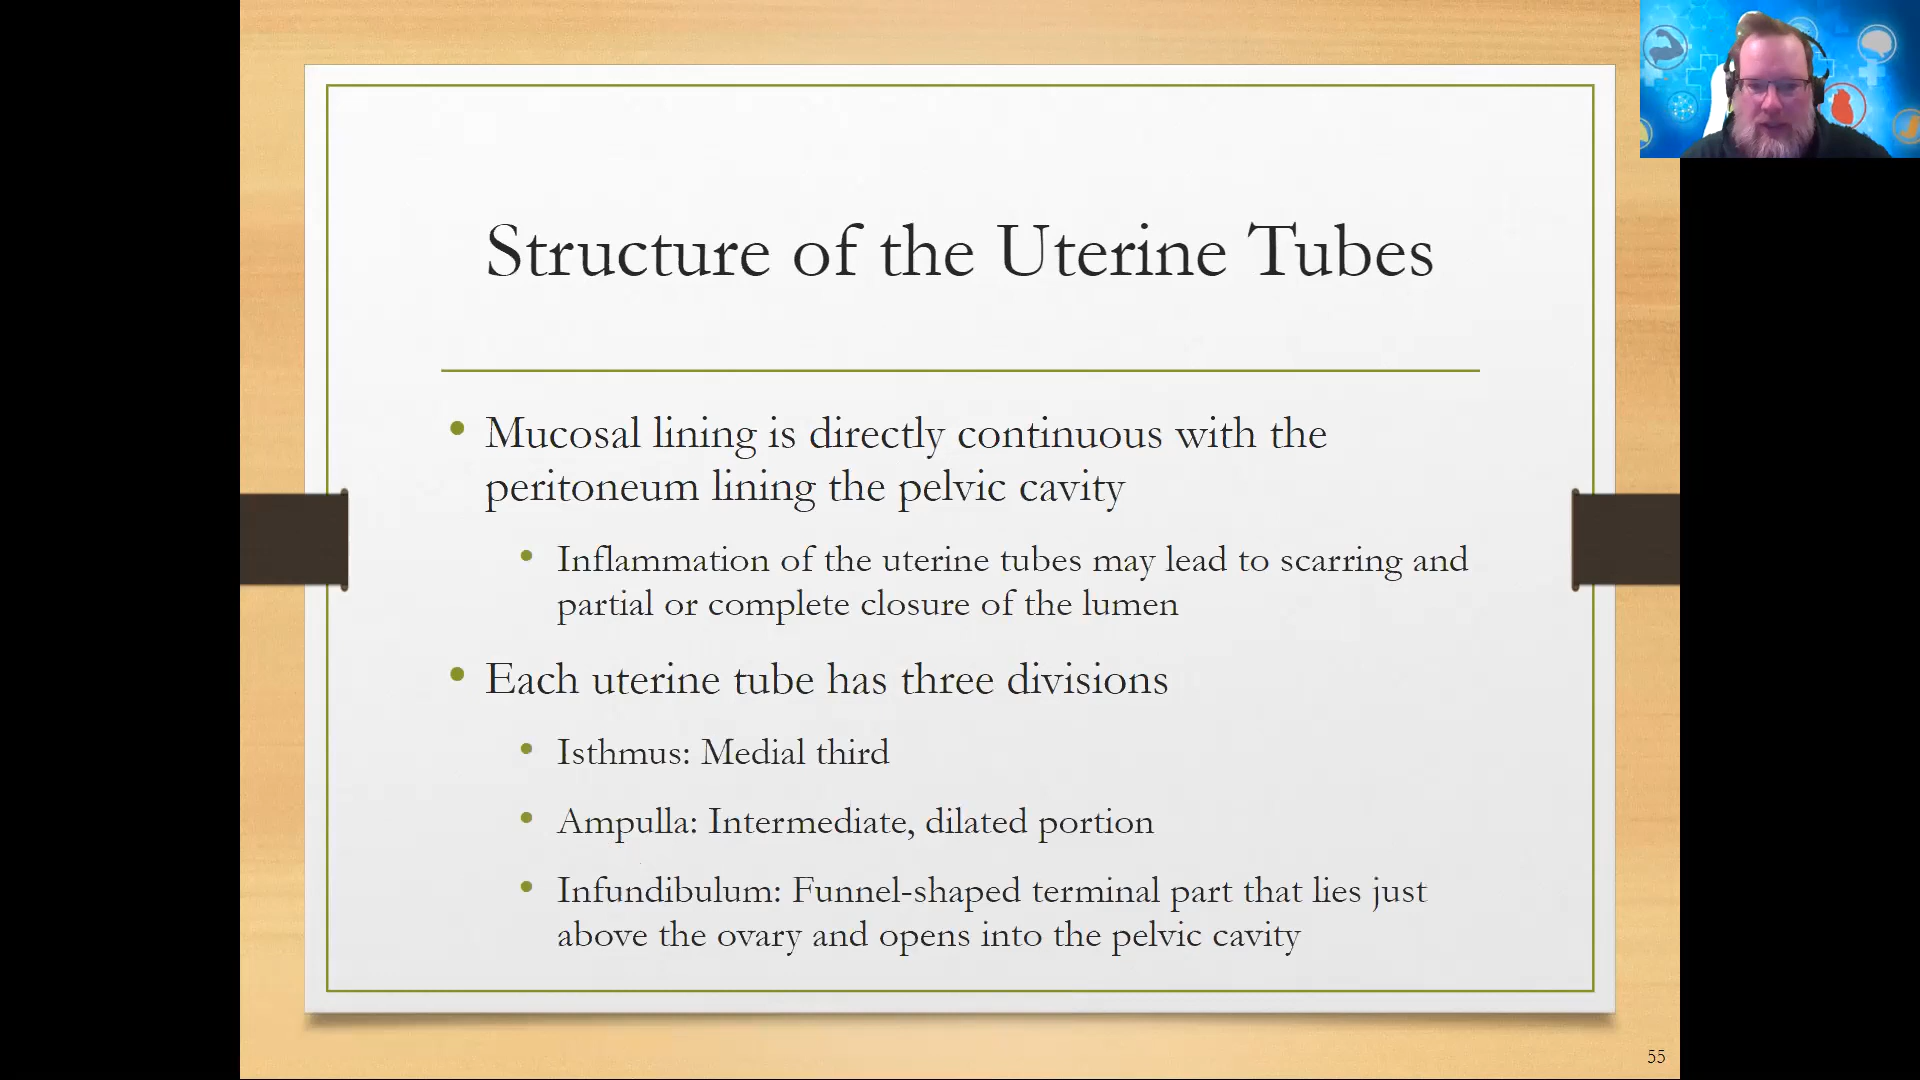 Structure of the Uterine Tubes
Mucosal lining is directly continuous with the
peritoneum lining the pelvic cavity
Inflammation of the uterine tubes may lead to scarring and
partial or complete closure of the lumen
Each uterine tube has three divisions
Isthmus: Medial third
Ampulla: Intermediate, dilated portion
Infundibulum: Funnel-shaped terminal part that lies just
above the ovary and opens into the pelvic cavity
55